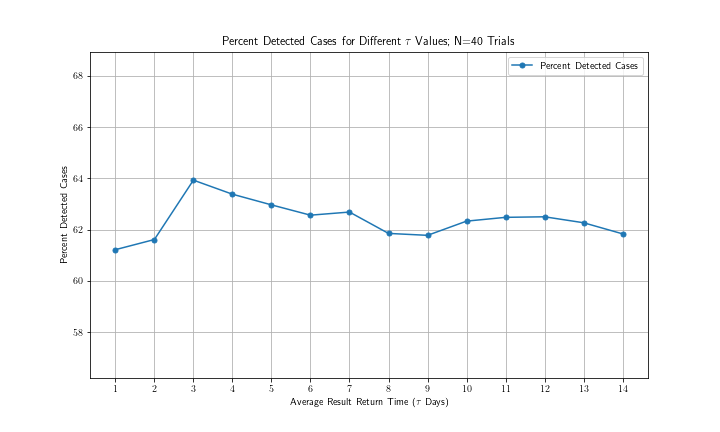 Percent Detected Cases for Different τ Values; N=40 Trials
Percent Detected Cases
68
66
64
62
60
58
Percent Detected Cases
1 2 3 4 5 6 7 8 9 10 11 12 13 14
Average Result Return Time (τ Days)